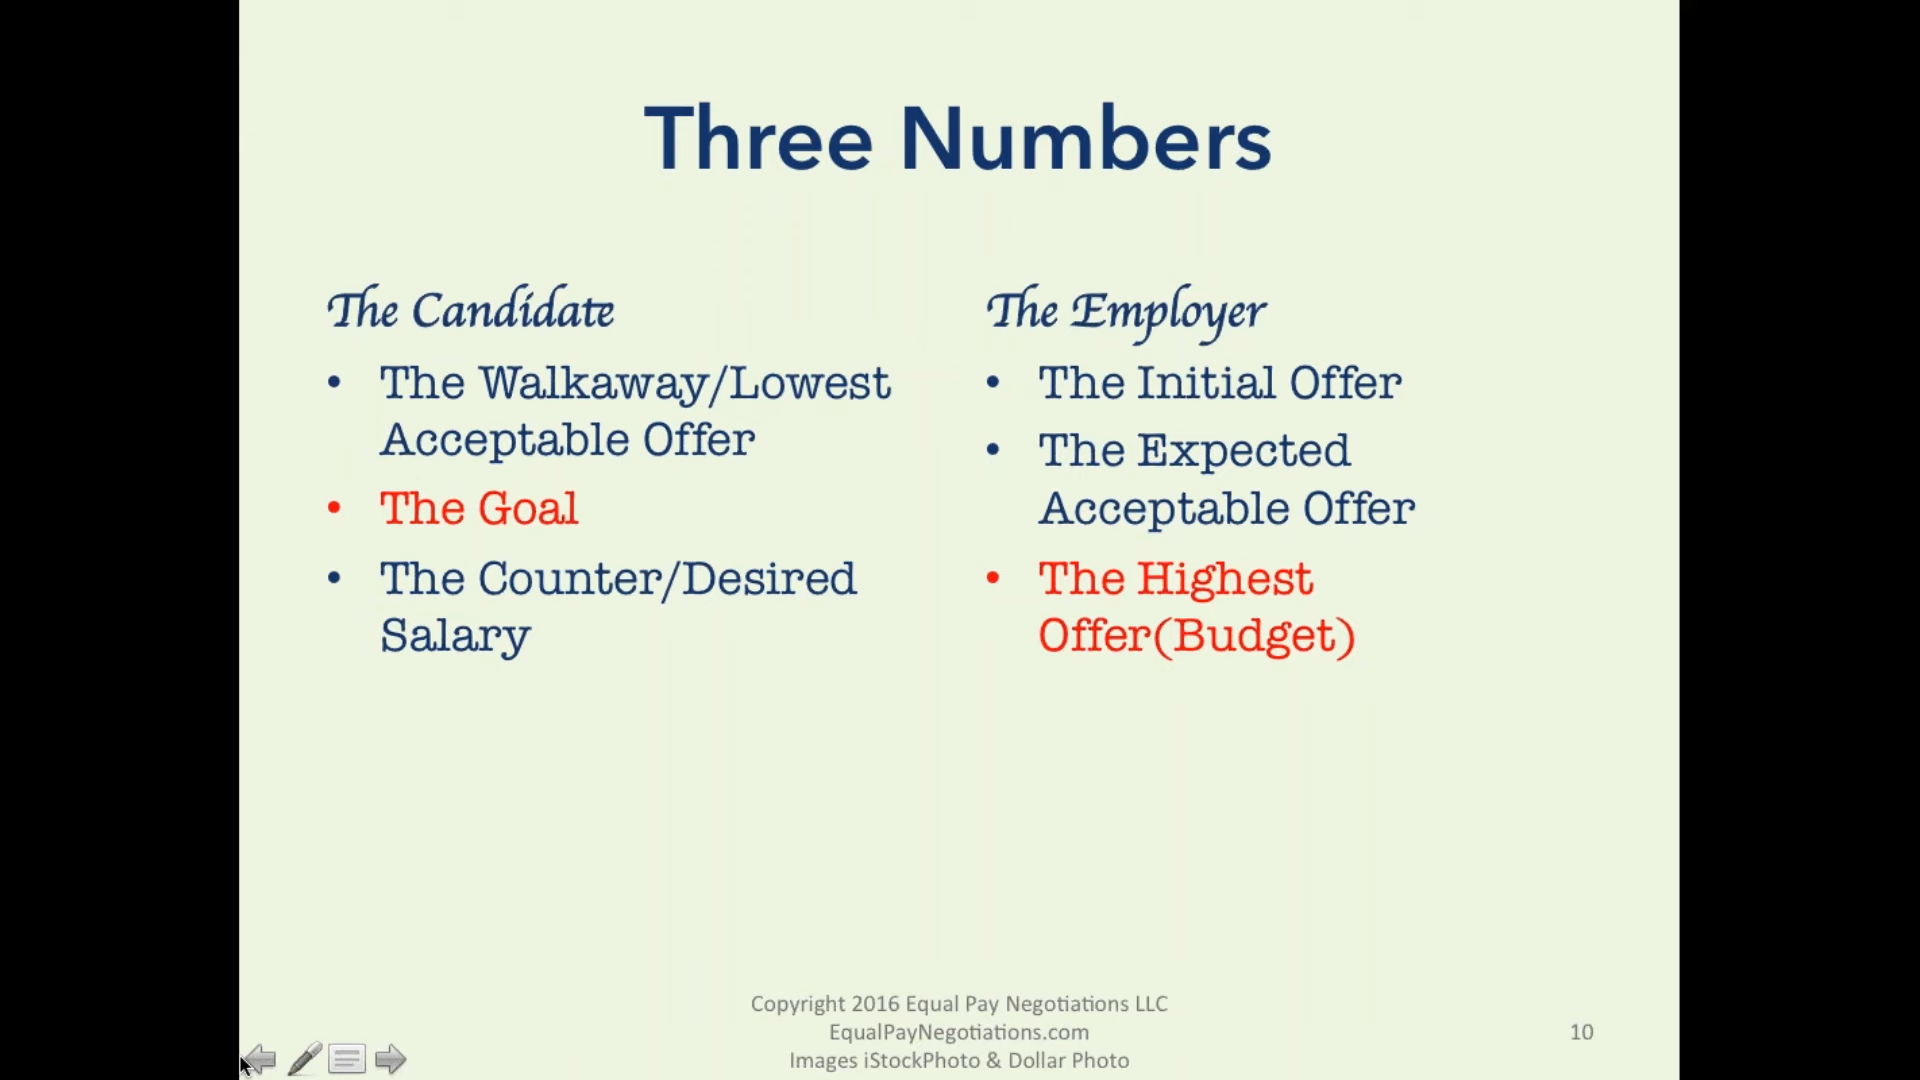 Three Numbers
The Candidate
• The Walkaway/Lowest
Acceptable Offer
• The Goal
• The Counter/Desired
Salary
The Employer
• The Initial Offer
• The Expected
Acceptable Offer
• The Highest
Offer(Budget)
Copyright 2016 Equal Pay Negotiations LLC
EqualPayNegotiations.com
Images iStockPhoto & Dollar Photo
10